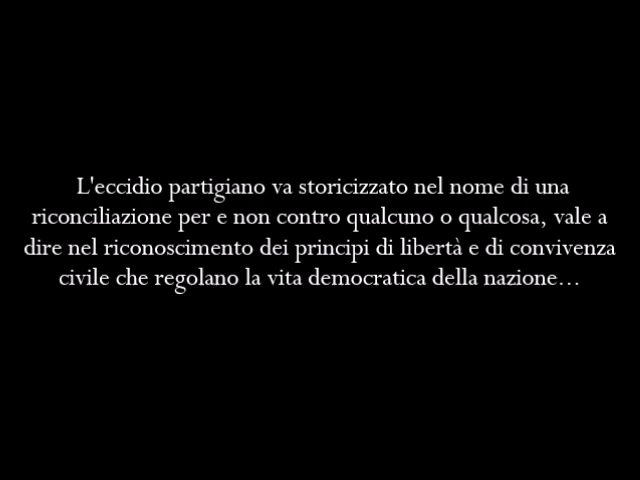 L'eccidio partigiano va storicizzato nel nome di una
riconciliazione per e non contro qualcuno o qualcosa, vale a
dire nel riconoscimento dei principi di libertà e di convivenza
civile che regolano la vita democratica della nazione...